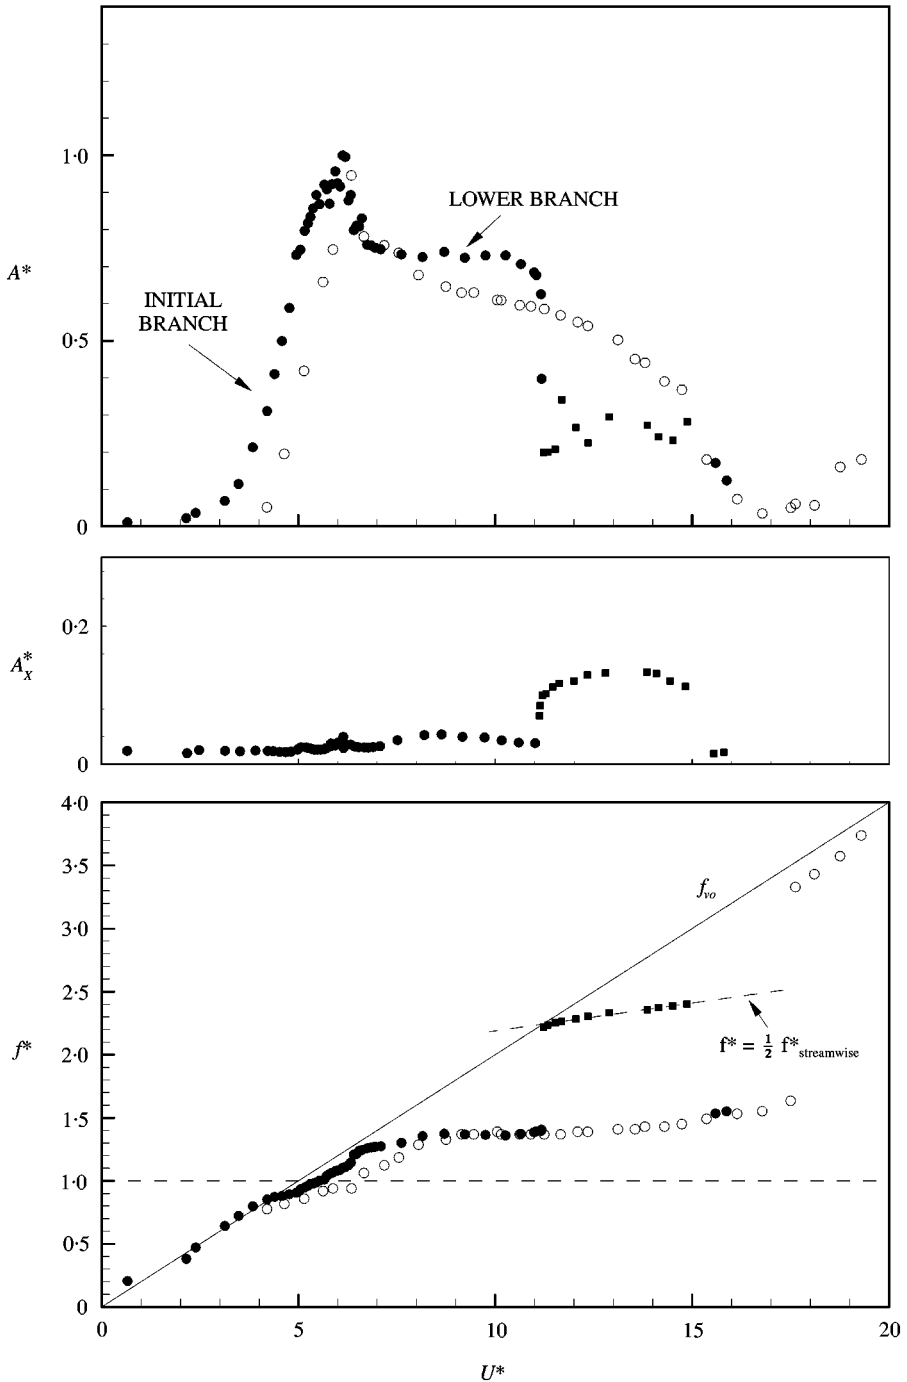 1·0
LOWER BRANCH
A*
INITIAL
BRANCH
0·5
0
0·2
A*X
0
4·0
3·5
fvo
3·0
2·5
f*
2·0
f* = 1/2 f*streamwise
1·5
1·0
0·5
0
0 5 10 15 20
U*